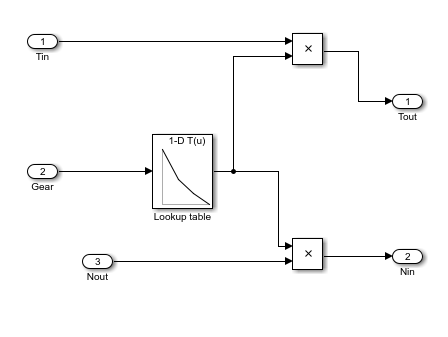 1
Tin
×
1
Tout
1-D T(u)
2
Gear
Lookup table
3
Nout
×
2
Nin